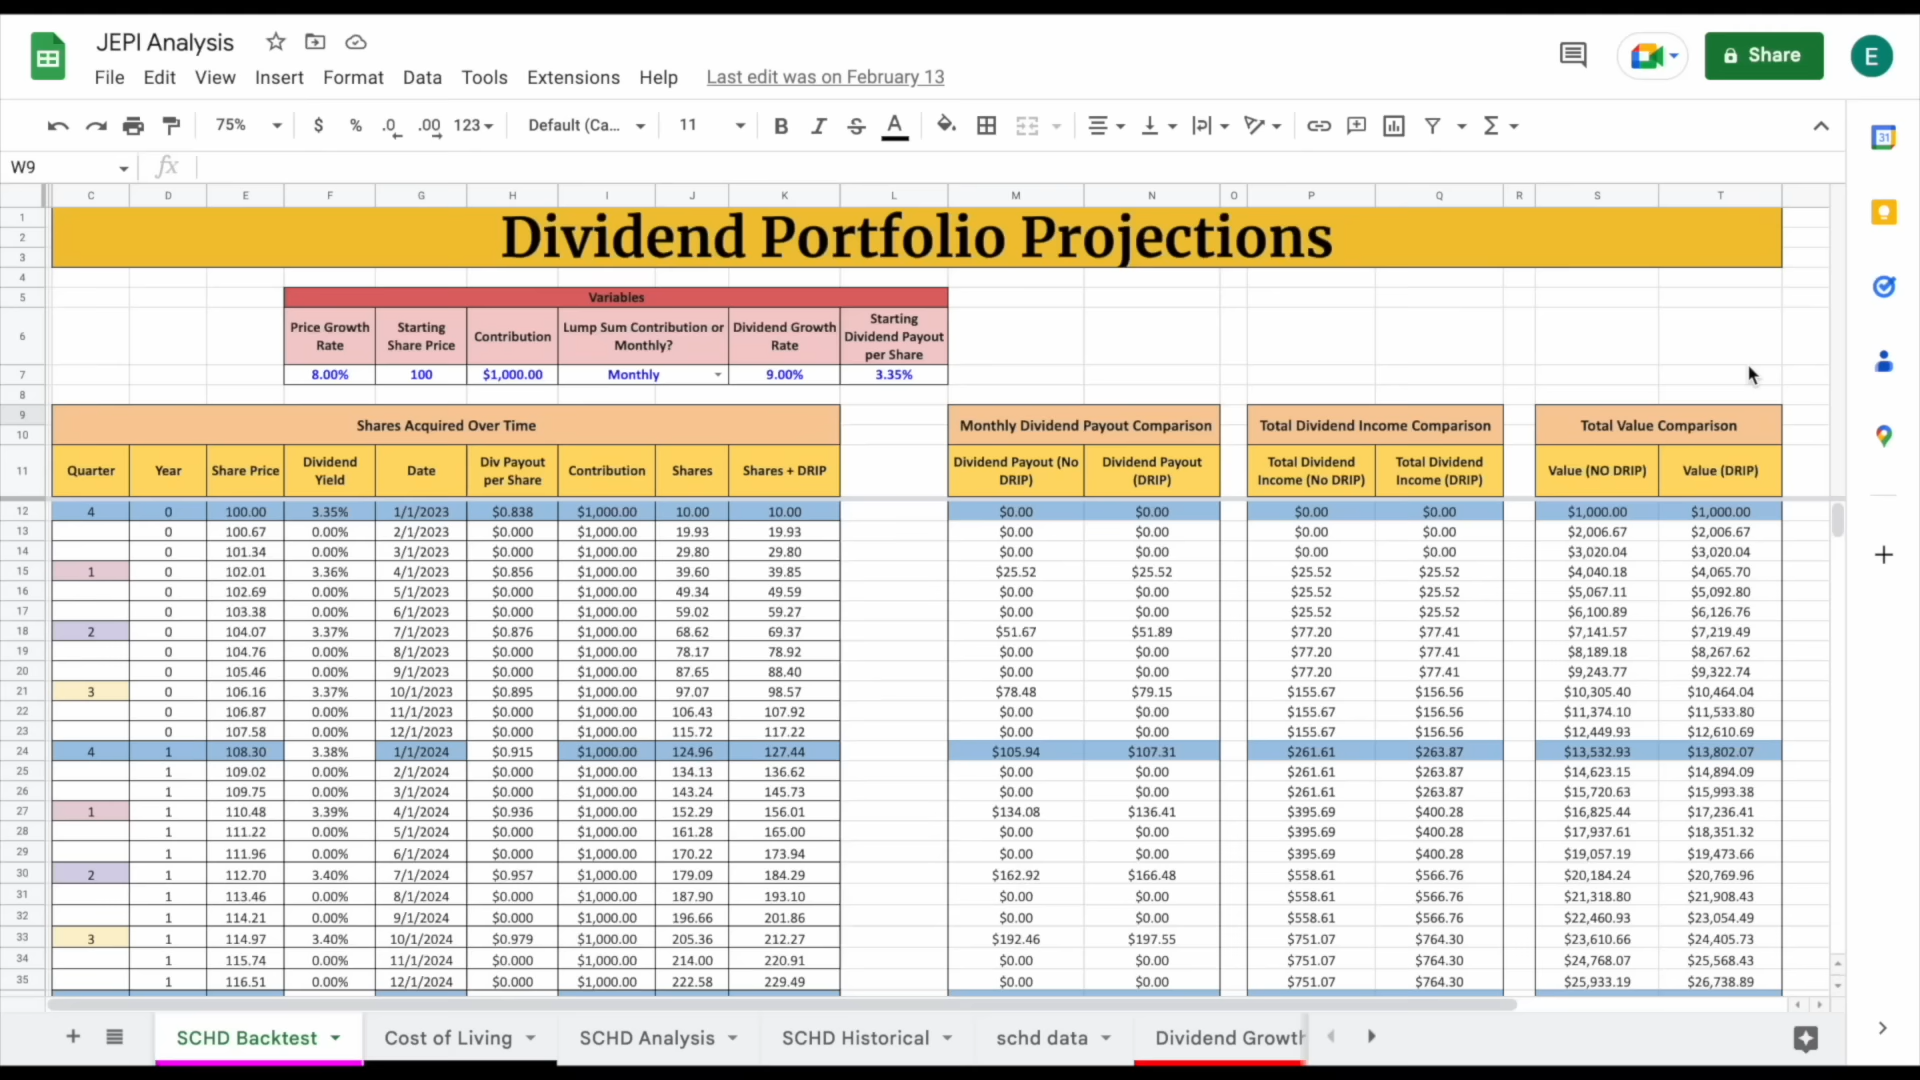 JEPI Analysis
File Edit View Insert Format Data Tools Extensions Help Last edit was on February 13
Share
E
75% $ % .0 .00 123 Default (Ca... 11 B I S A
W9 fx
31
C D E F G H I J K L M N O P Q R S T
1
2 Dividend Portfolio Projections
3
4
5 Variables
6 Price Growth Rate Starting Share Price Contribution Lump Sum Contribution or Monthly? Dividend Growth Rate Starting Dividend Payout per Share
7 8.00% 100 $1,000.00 Monthly 9.00% 3.35%
8
9
10 Shares Acquired Over Time Monthly Dividend Payout Comparison Total Dividend Income Comparison Total Value Comparison
11 Quarter Year Share Price Dividend Yield Date Div Payout per Share Contribution Shares Shares + DRIP Dividend Payout (No DRIP) Dividend Payout (DRIP) Total Dividend Income (No DRIP) Total Dividend Income (DRIP) Value (NO DRIP) Value (DRIP)
12 4 0 100.00 3.35% 1/1/2023 $0.838 $1,000.00 10.00 10.00 $0.00 $0.00 $0.00 $0.00 $1,000.00 $1,000.00
13 0 100.67 0.00% 2/1/2023 $0.000 $1,000.00 19.93 19.93 $0.00 $0.00 $0.00 $0.00 $2,006.67 $2,006.67
14 0 101.34 0.00% 3/1/2023 $0.000 $1,000.00 29.80 29.80 $0.00 $0.00 $0.00 $0.00 $3,020.04 $3,020.04
15 1 0 102.01 3.36% 4/1/2023 $0.856 $1,000.00 39.60 39.85 $25.52 $25.52 $25.52 $25.52 $4,040.18 $4,065.70
16 0 102.69 0.00% 5/1/2023 $0.000 $1,000.00 49.34 49.59 $0.00 $0.00 $25.52 $25.52 $5,067.11 $5,092.80
17 0 103.38 0.00% 6/1/2023 $0.000 $1,000.00 59.02 59.27 $0.00 $0.00 $25.52 $25.52 $6,100.89 $6,126.76
18 2 0 104.07 3.37% 7/1/2023 $0.876 $1,000.00 68.62 69.37 $51.67 $51.89 $77.20 $77.41 $7,141.57 $7,219.49
19 0 104.76 0.00% 8/1/2023 $0.000 $1,000.00 78.17 78.92 $0.00 $0.00 $77.20 $77.41 $8,189.18 $8,267.62
20 0 105.46 0.00% 9/1/2023 $0.000 $1,000.00 87.65 88.40 $0.00 $0.00 $77.20 $77.41 $9,243.77 $9,322.74
21 3 0 106.16 3.37% 10/1/2023 $0.895 $1,000.00 97.07 98.57 $78.48 $79.15 $155.67 $156.56 $10,305.40 $10,464.04
22 0 106.87 0.00% 11/1/2023 $0.000 $1,000.00 106.43 107.92 $0.00 $0.00 $155.67 $156.56 $11,374.10 $11,533.80
23 0 107.58 0.00% 12/1/2023 $0.000 $1,000.00 115.72 117.22 $0.00 $0.00 $155.67 $156.56 $12,449.93 $12,610.69
24 4 1 108.30 3.38% 1/1/2024 $0.915 $1,000.00 124.96 127.44 $105.94 $107.31 $261.61 $263.87 $13,532.93 $13,802.07
25 1 109.02 0.00% 2/1/2024 $0.000 $1,000.00 134.13 136.62 $0.00 $0.00 $261.61 $263.87 $14,623.15 $14,894.09
26 1 109.75 0.00% 3/1/2024 $0.000 $1,000.00 143.24 145.73 $0.00 $0.00 $261.61 $263.87 $15,720.63 $15,993.38
27 1 1 110.48 3.39% 4/1/2024 $0.936 $1,000.00 152.29 156.01 $134.08 $136.41 $395.69 $400.28 $16,825.44 $17,236.41
28 1 111.22 0.00% 5/1/2024 $0.000 $1,000.00 161.28 165.00 $0.00 $0.00 $395.69 $400.28 $17,937.61 $18,351.32
29 1 111.96 0.00% 6/1/2024 $0.000 $1,000.00 170.22 173.94 $0.00 $0.00 $395.69 $400.28 $19,057.19 $19,473.66
30 2 1 112.70 3.40% 7/1/2024 $0.957 $1,000.00 179.09 184.29 $162.92 $166.48 $558.61 $566.76 $20,184.24 $20,769.96
31 1 113.46 0.00% 8/1/2024 $0.000 $1,000.00 187.90 193.10 $0.00 $0.00 $558.61 $566.76 $21,318.80 $21,908.43
32 1 114.21 0.00% 9/1/2024 $0.000 $1,000.00 196.66 201.86 $0.00 $0.00 $558.61 $566.76 $22,460.93 $23,054.49
33 3 1 114.97 3.40% 10/1/2024 $0.979 $1,000.00 205.36 212.27 $192.46 $197.55 $751.07 $764.30 $23,610.66 $24,405.73
34 1 115.74 0.00% 11/1/2024 $0.000 $1,000.00 214.00 220.91 $0.00 $0.00 $751.07 $764.30 $24,768.07 $25,568.43
35 1 116.51 0.00% 12/1/2024 $0.000 $1,000.00 222.58 229.49 $0.00 $0.00 $751.07 $764.30 $25,933.19 $26,738.89
SCHD Backtest Cost of Living SCHD Analysis SCHD Historical schd data Dividend Growth